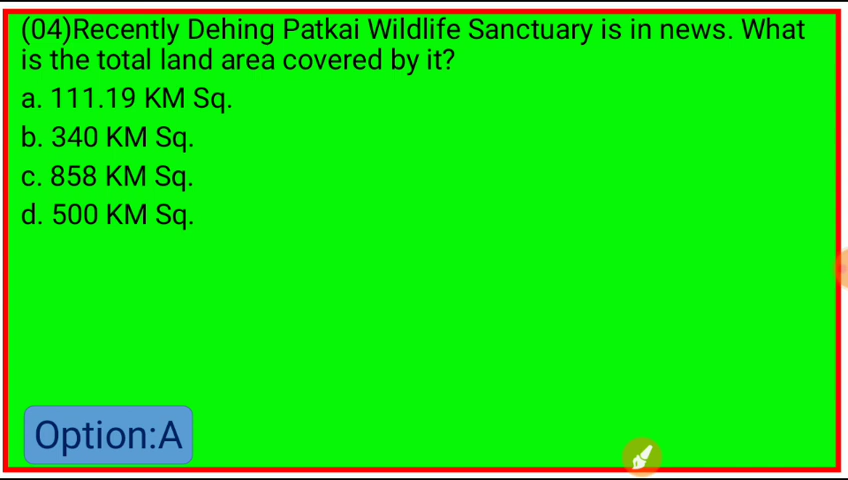 (04)Recently Dehing Patkai Wildlife Sanctuary is in news. What
is the total land area covered by it?
a. 111.19 KM Sq.
b. 340 KM Sq.
c. 858 KM Sq.
d. 500 KM Sq.
Option:A